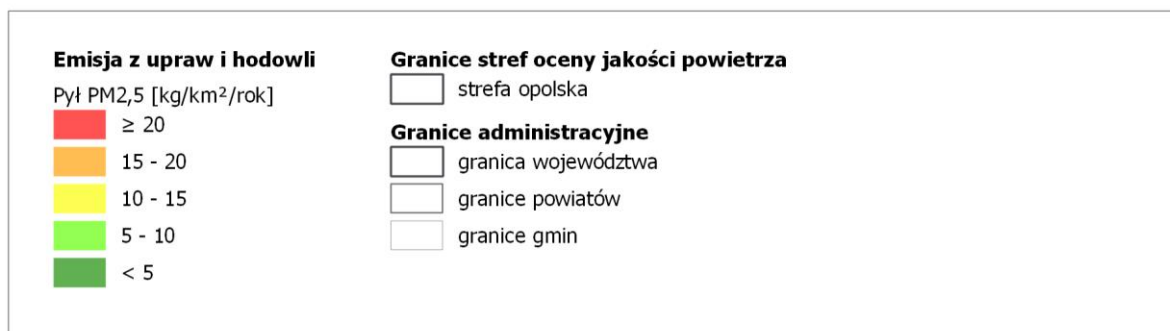 Emisja z upraw i hodowli
Pył PM2,5 [kg/km²/rok]
≥ 20
15 - 20
10 - 15
5 - 10
< 5
Granice stref oceny jakości powietrza
strefa opolska
Granice administracyjne
granica województwa
granice powiatów
granice gmin